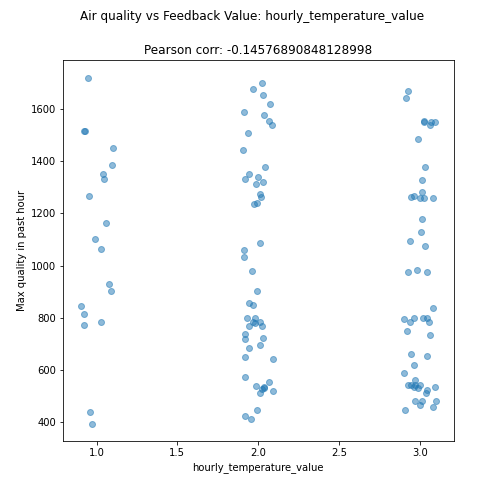 Air quality vs Feedback Value: hourly_temperature_value
Pearson corr: -0.14576890848128998
Max quality in past hour
1600
1400
1200
1000
800
600
400
1.0 1.5 2.0 2.5 3.0
hourly_temperature_value